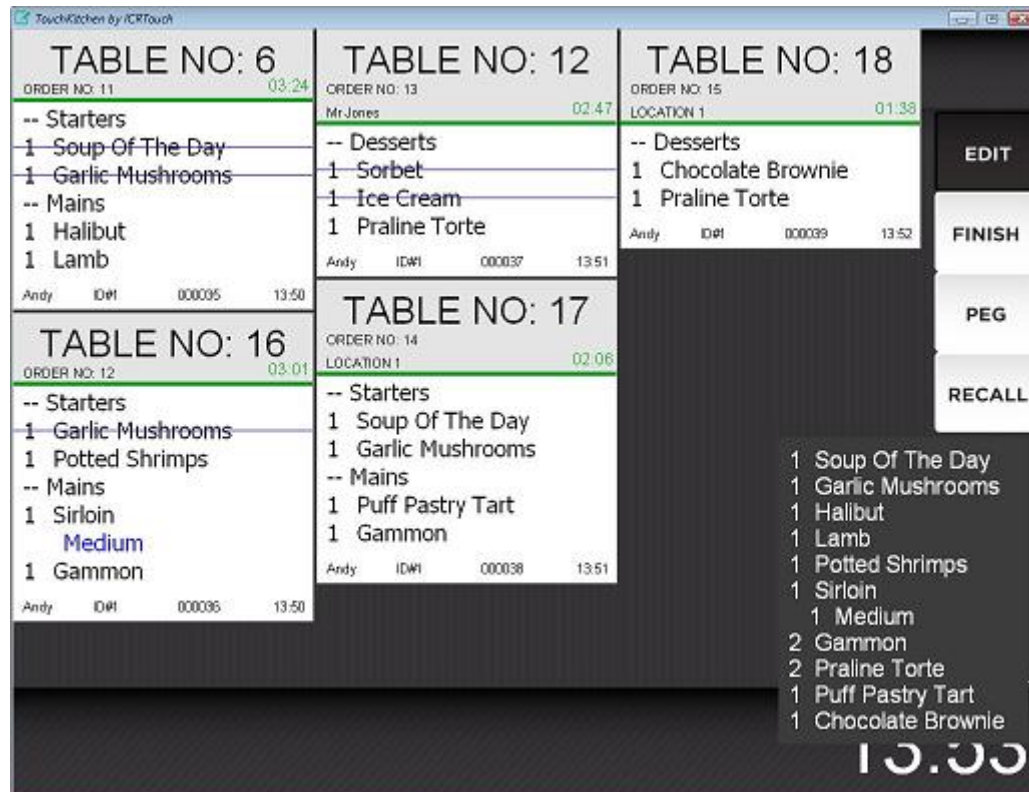 TouchKitchen by ICRTouch
TABLE NO: 6
ORDER NO: 11 03:24
-- Starters
1 Soup Of The Day
1 Garlic Mushrooms
-- Mains
1 Halibut
1 Lamb
Andy ID#1 000035 13:50
TABLE NO: 16
ORDER NO: 12 03:01
-- Starters
1 Garlic Mushrooms
1 Potted Shrimps
-- Mains
1 Sirloin
Medium
1 Gammon
Andy ID#1 000036 13:50
TABLE NO: 12
ORDER NO: 13
Mr Jones 02:47
-- Desserts
1 Sorbet
1 Ice Cream
1 Praline Torte
Andy ID#1 000037 13:51
TABLE NO: 17
ORDER NO: 14
LOCATION 1 02:06
-- Starters
1 Soup Of The Day
1 Garlic Mushrooms
-- Mains
1 Puff Pastry Tart
1 Gammon
Andy ID#1 000038 13:51
TABLE NO: 18
ORDER NO: 15
LOCATION 1 01:38
-- Desserts
1 Chocolate Brownie
1 Praline Torte
Andy ID#1 000039 13:52
EDIT
FINISH
PEG
RECALL
1 Soup Of The Day
1 Garlic Mushrooms
1 Halibut
1 Lamb
1 Potted Shrimps
1 Sirloin
1 Medium
2 Gammon
2 Praline Torte
1 Puff Pastry Tart
1 Chocolate Brownie
13:53